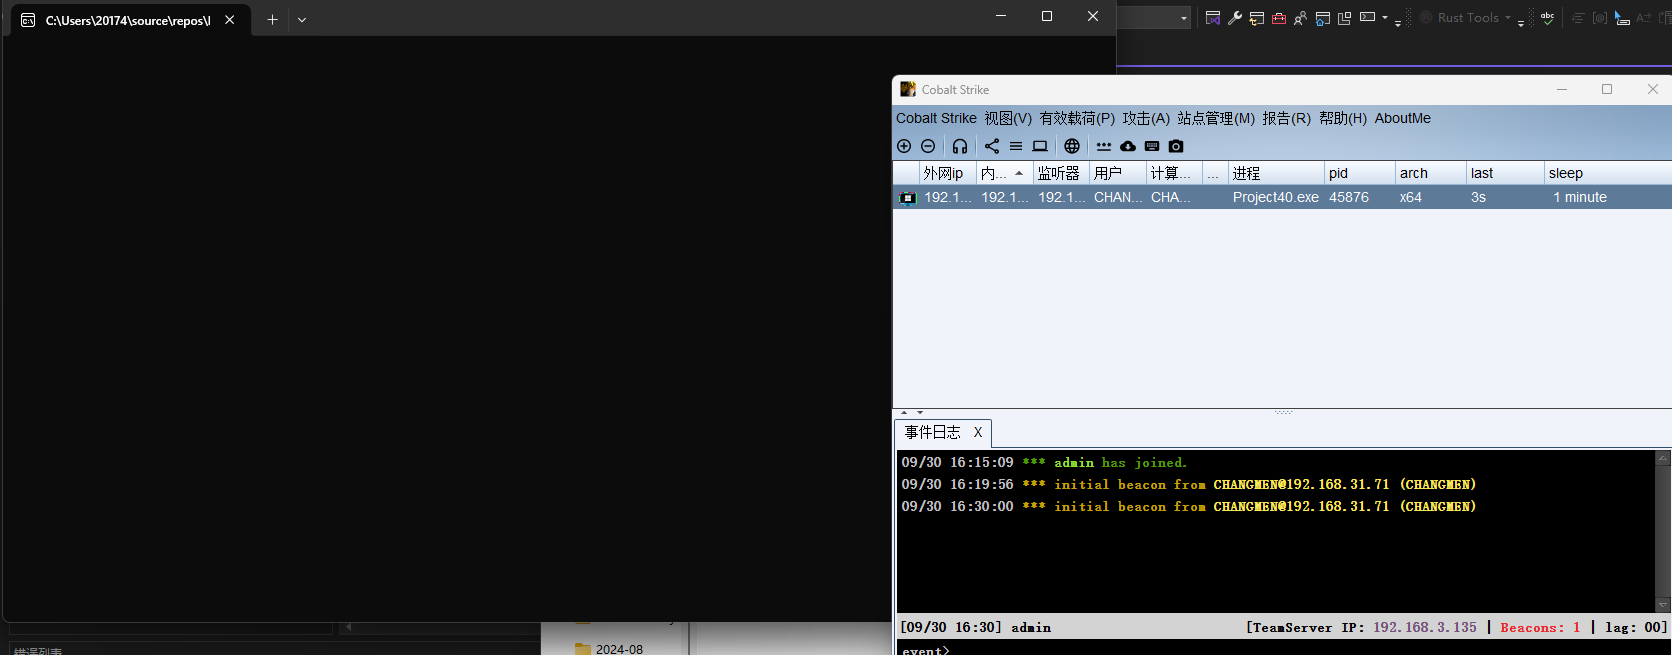 C:\Users\20174\source\repos\
Rust Tools
abc
Cobalt Strike
Cobalt Strike 视图(V) 有效载荷(P) 攻击(A) 站点管理(M) 报告(R) 帮助(H) AboutMe
外网ip 内... 监听器 用户 计算... ... 进程 pid arch last sleep
192.1... 192.1... 192.1... CHAN... CHA... Project40.exe 45876 x64 3s 1 minute
事件日志 X
09/30 16:15:09 *** admin has joined.
09/30 16:19:56 *** initial beacon from CHANGMEN@192.168.31.71 (CHANGMEN)
09/30 16:30:00 *** initial beacon from CHANGMEN@192.168.31.71 (CHANGMEN)
[09/30 16:30] admin [TeamServer IP: 192.168.3.135 | Beacons: 1 | lag: 00]
event>
错误列表
2024-08